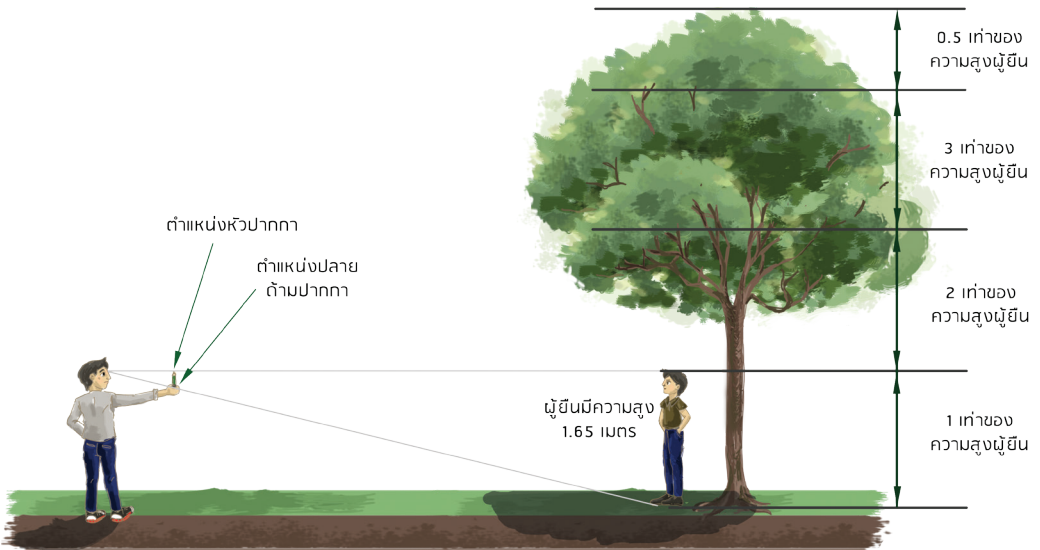 0.5 เท่าของ
ความสูงผู้ยืน
3 เท่าของ
ความสูงผู้ยืน
ตำแหน่งหัวปากกา
ตำแหน่งปลาย
ด้ามปากกา
2 เท่าของ
ความสูงผู้ยืน
ผู้ยืนมีความสูง
1.65 เมตร
1 เท่าของ
ความสูงผู้ยืน